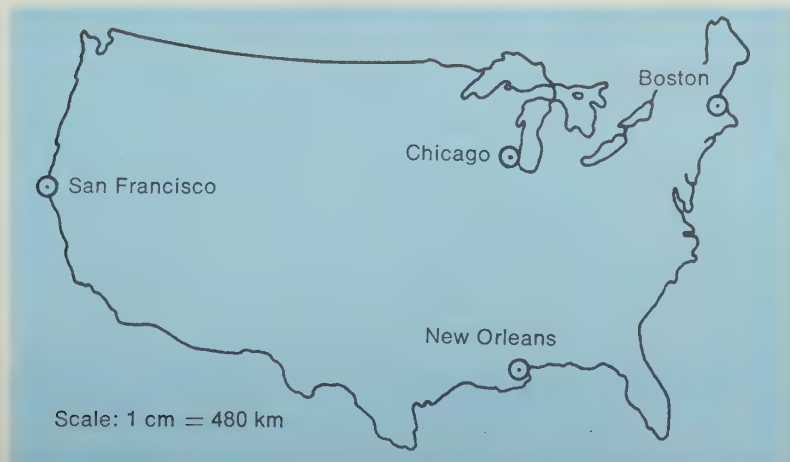 Boston
Chicago
San Francisco
New Orleans
Scale: 1 cm = 480 km